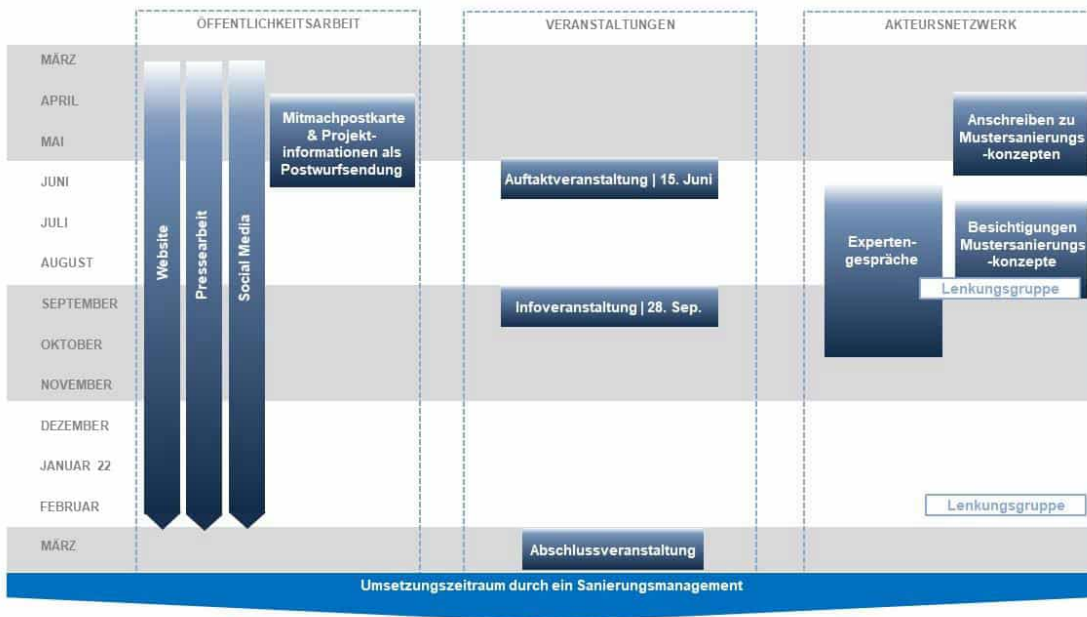 ÖFFENTLICHKEITSARBEIT
VERANSTALTUNGEN
AKTEURSNETZWERK
MÄRZ
APRIL
MAI
JUNI
JULI
AUGUST
SEPTEMBER
OKTOBER
NOVEMBER
DEZEMBER
JANUAR 22
FEBRUAR
MÄRZ
Website
Pressearbeit
Social Media
Mitmachpostkarte
& Projekt-
informationen als
Postwurfsendung
Auftaktveranstaltung | 15. Juni
Infoveranstaltung | 28. Sep.
Abschlussveranstaltung
Experten-
gespräche
Anschreiben zu
Mustersanierungs
-konzepten
Besichtigungen
Mustersanierungs
-konzepte
Lenkungsgruppe
Lenkungsgruppe
Umsetzungszeitraum durch ein Sanierungsmanagement